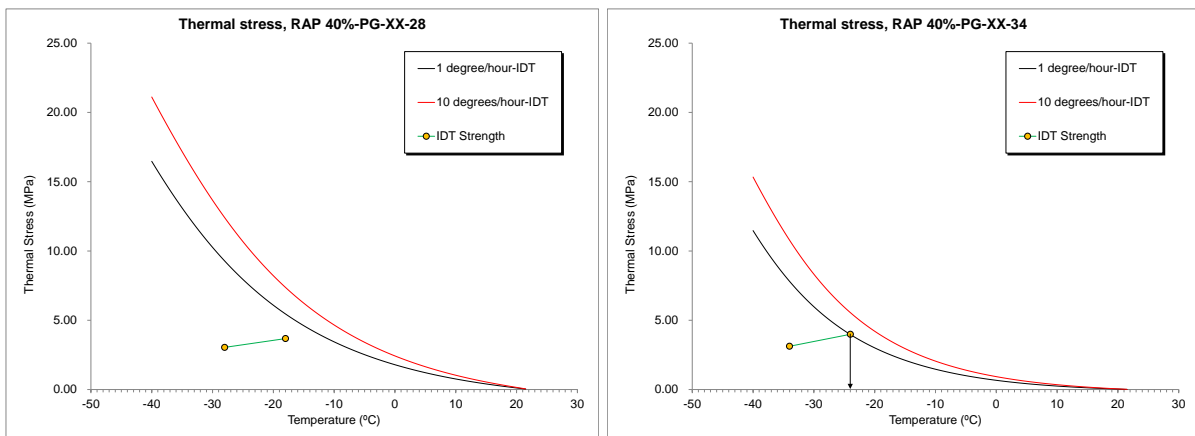 Thermal stress, RAP 40%-PG-XX-28
25.00
20.00
15.00
10.00
5.00
0.00
Thermal Stress (MPa)
-50 -40 -30 -20 -10 0 10 20 30
Temperature (ºC)
1 degree/hour-IDT
10 degrees/hour-IDT
IDT Strength
Thermal stress, RAP 40%-PG-XX-34
25.00
20.00
15.00
10.00
5.00
0.00
Thermal Stress (MPa)
-50 -40 -30 -20 -10 0 10 20 30
Temperature (ºC)
1 degree/hour-IDT
10 degrees/hour-IDT
IDT Strength